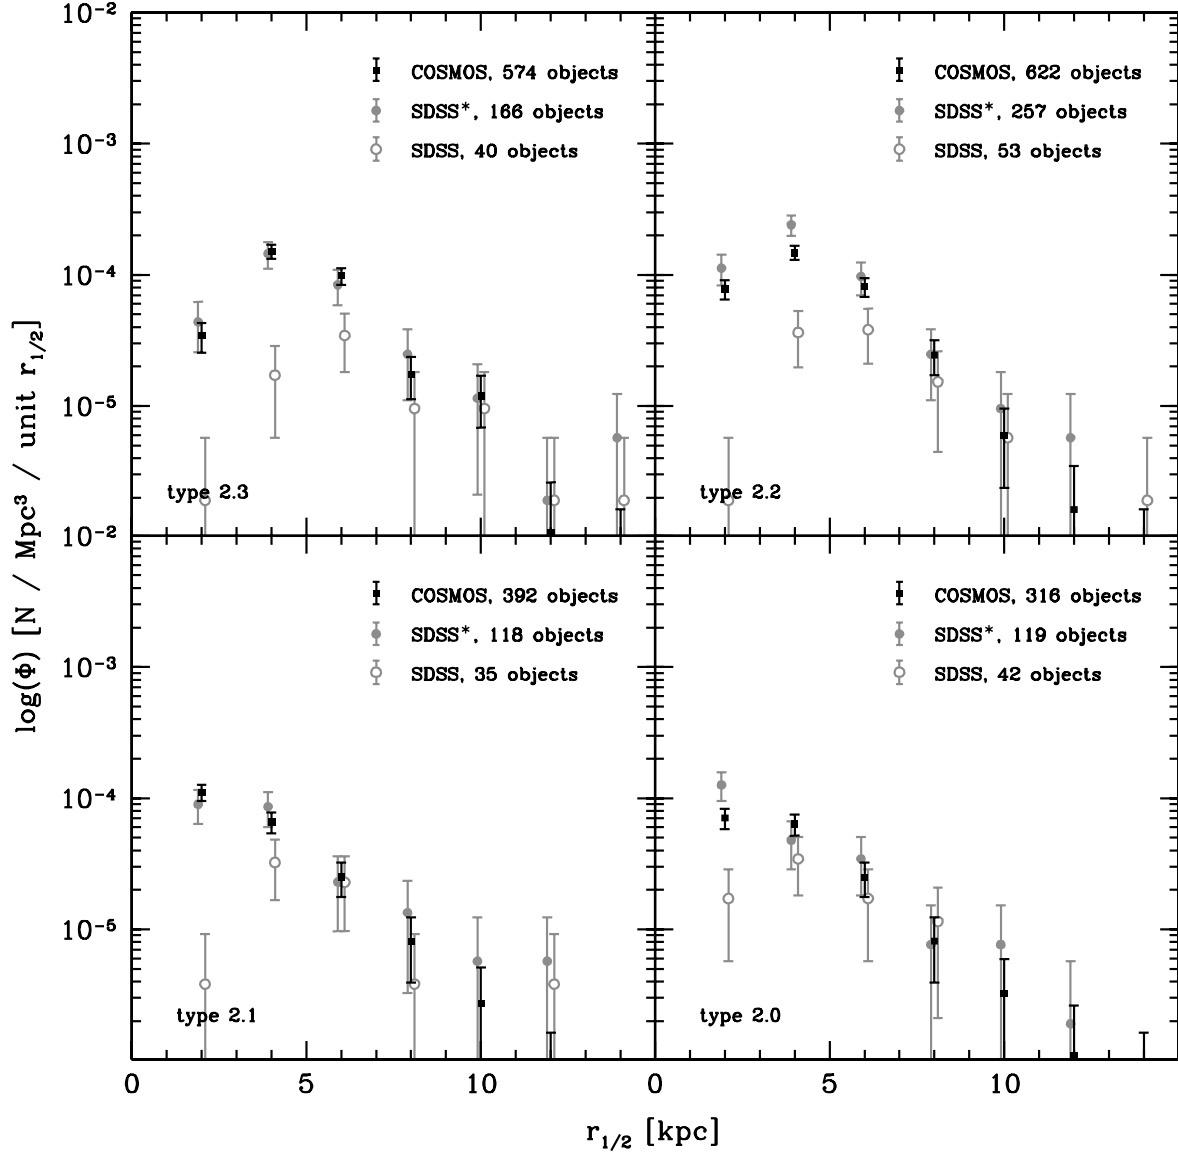 10⁻²
COSMOS, 574 objects
SDSS*, 166 objects
SDSS, 40 objects
COSMOS, 622 objects
SDSS*, 257 objects
SDSS, 53 objects
10⁻³
10⁻⁴
10⁻⁵
type 2.3
type 2.2
10⁻²
COSMOS, 392 objects
SDSS*, 118 objects
SDSS, 35 objects
COSMOS, 316 objects
SDSS*, 119 objects
SDSS, 42 objects
10⁻³
10⁻⁴
10⁻⁵
type 2.1
type 2.0
0 5 10 0 5 10
r₁/₂ [kpc]
log(Φ) [N / Mpc³ / unit r₁/₂]